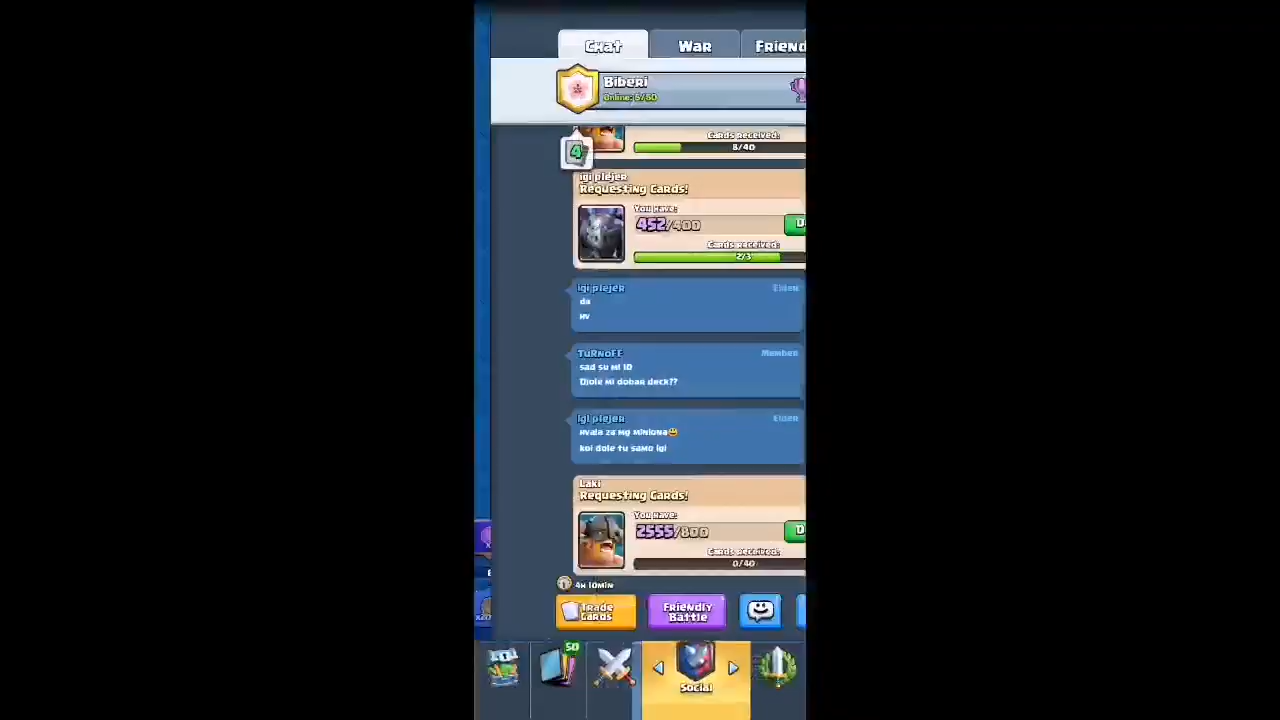 Chat
War
Friend
Biberi
Online: 5/50
Cards received:
8/40
4
igi plejer
Requesting Cards!
You have:
452/400
D
Cards received:
2/3
igi plejer
Elder
da
nv
TuRnoFF
Member
sad su mi 10
Djole mi dobar deck??
igi plejer
Elder
Hvala za mg miniona
koi dole tu samo igi
Laki
Requesting Cards!
You have:
2555/800
D
Cards received:
0/40
4h 10min
Trade
Cards
Friendly
Battle
50
Social